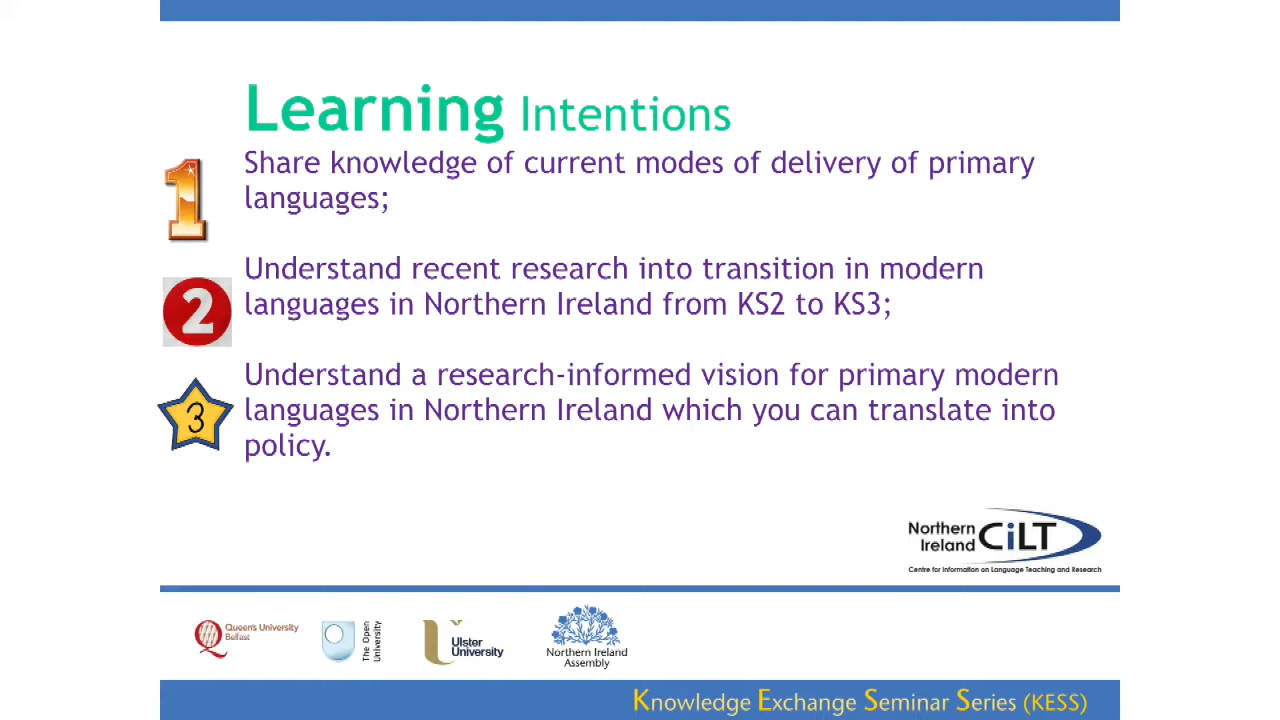 Learning Intentions
1
Share knowledge of current modes of delivery of primary
languages;
2
Understand recent research into transition in modern
languages in Northern Ireland from KS2 to KS3;
3
Understand a research-informed vision for primary modern
languages in Northern Ireland which you can translate into
policy.
Northern
Ireland
CiLT
Centre for Information on Language Teaching and Research
Queen's University
Belfast
The Open
University
Ulster
University
Northern Ireland
Assembly
Knowledge Exchange Seminar Series (KESS)